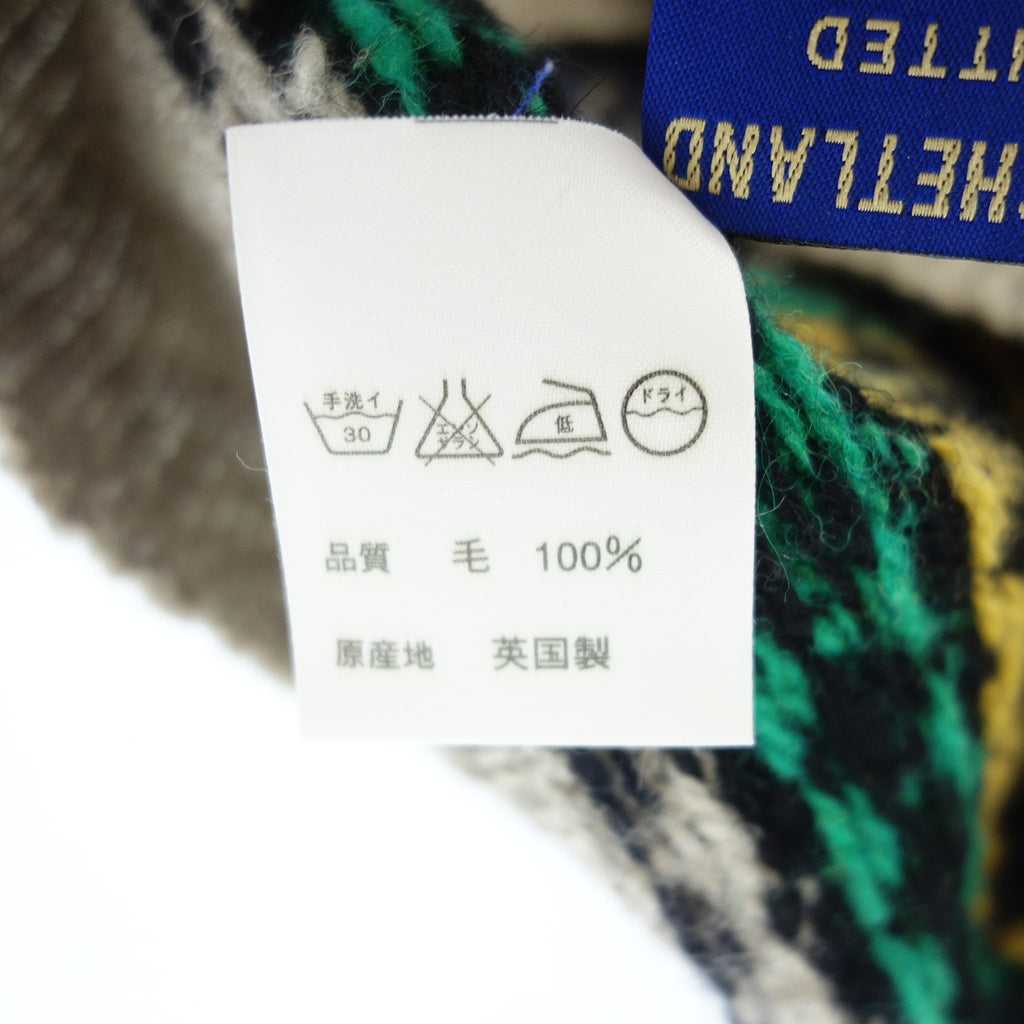 SHETLAND
KNITTED
手洗イ
30
エンソ
サラシ
低
ドライ
品質 毛 100%
原産地 英国製